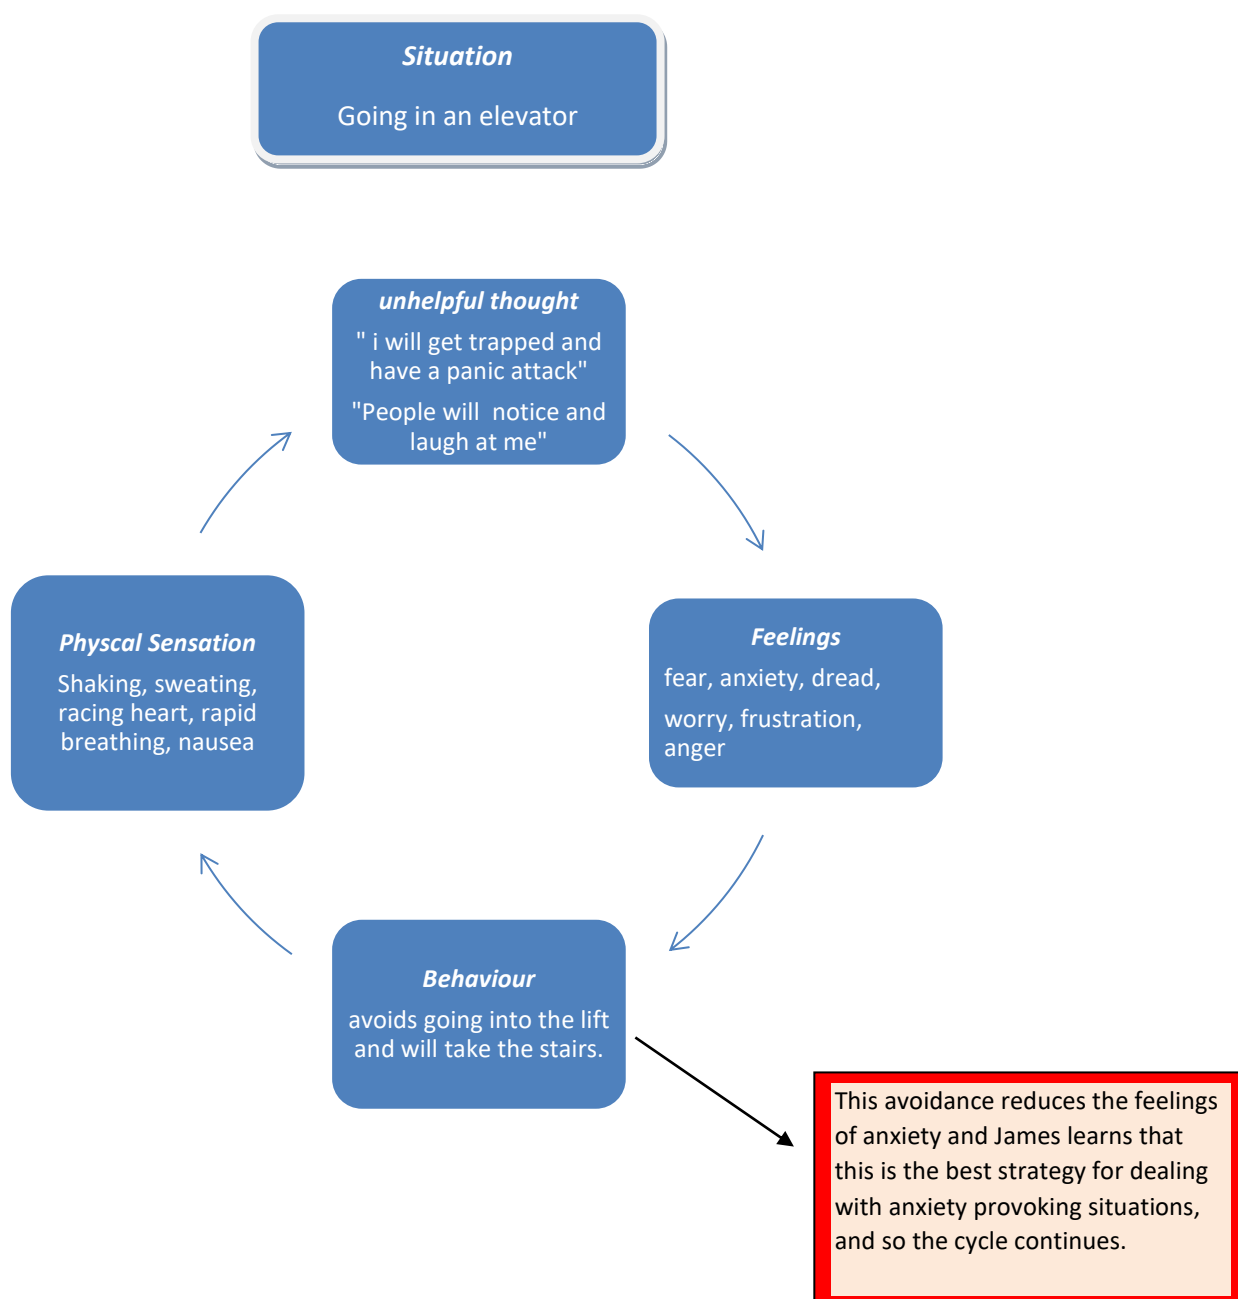 Situation
Going in an elevator
unhelpful thought
" i will get trapped and
have a panic attack"
"People will  notice and
laugh at me"
Feelings
fear, anxiety, dread,
worry, frustration,
anger
Behaviour
avoids going into the lift
and will take the stairs.
Physcal Sensation
Shaking, sweating,
racing heart, rapid
breathing, nausea
This avoidance reduces the feelings
of anxiety and James learns that
this is the best strategy for dealing
with anxiety provoking situations,
and so the cycle continues.